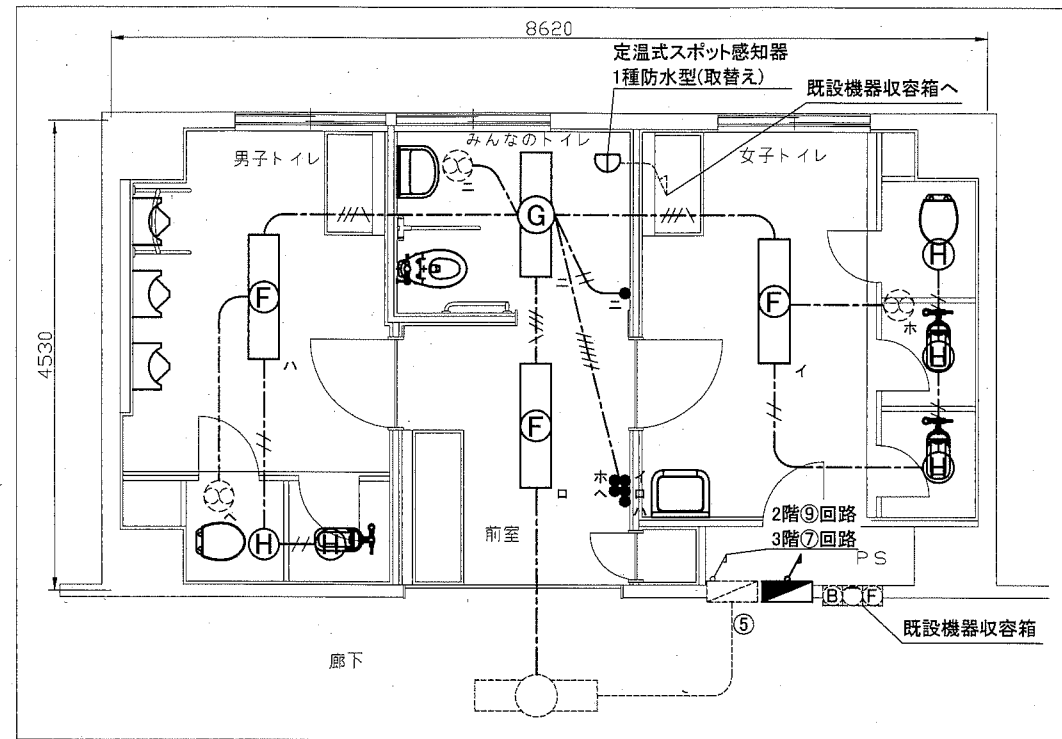 8620
定温式スポット感知器
1種防水型(取替え)
既設機器収容箱へ
みんなのトイレ
男子トイレ
女子トイレ
ニ
G
H
F
F
ニ
ニ
ホ
H
4530
ハ
イ
F
ホ
イ
ヘ
ロ
ハ
ロ
H
ヘ
前室
2階⑨回路
3階⑦回路
H
H
PS
B
F
⑤
既設機器収容箱
廊下